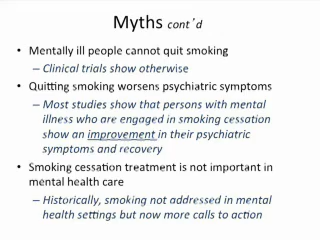 Myths cont'd
• Mentally ill people cannot quit smoking
– Clinical trials show otherwise
• Quitting smoking worsens psychiatric symptoms
– Most studies show that persons with mental
illness who are engaged in smoking cessation
show an improvement in their psychiatric
symptoms and recovery
• Smoking cessation treatment is not important in
mental health care
– Historically, smoking not addressed in mental
health settings but now more calls to action